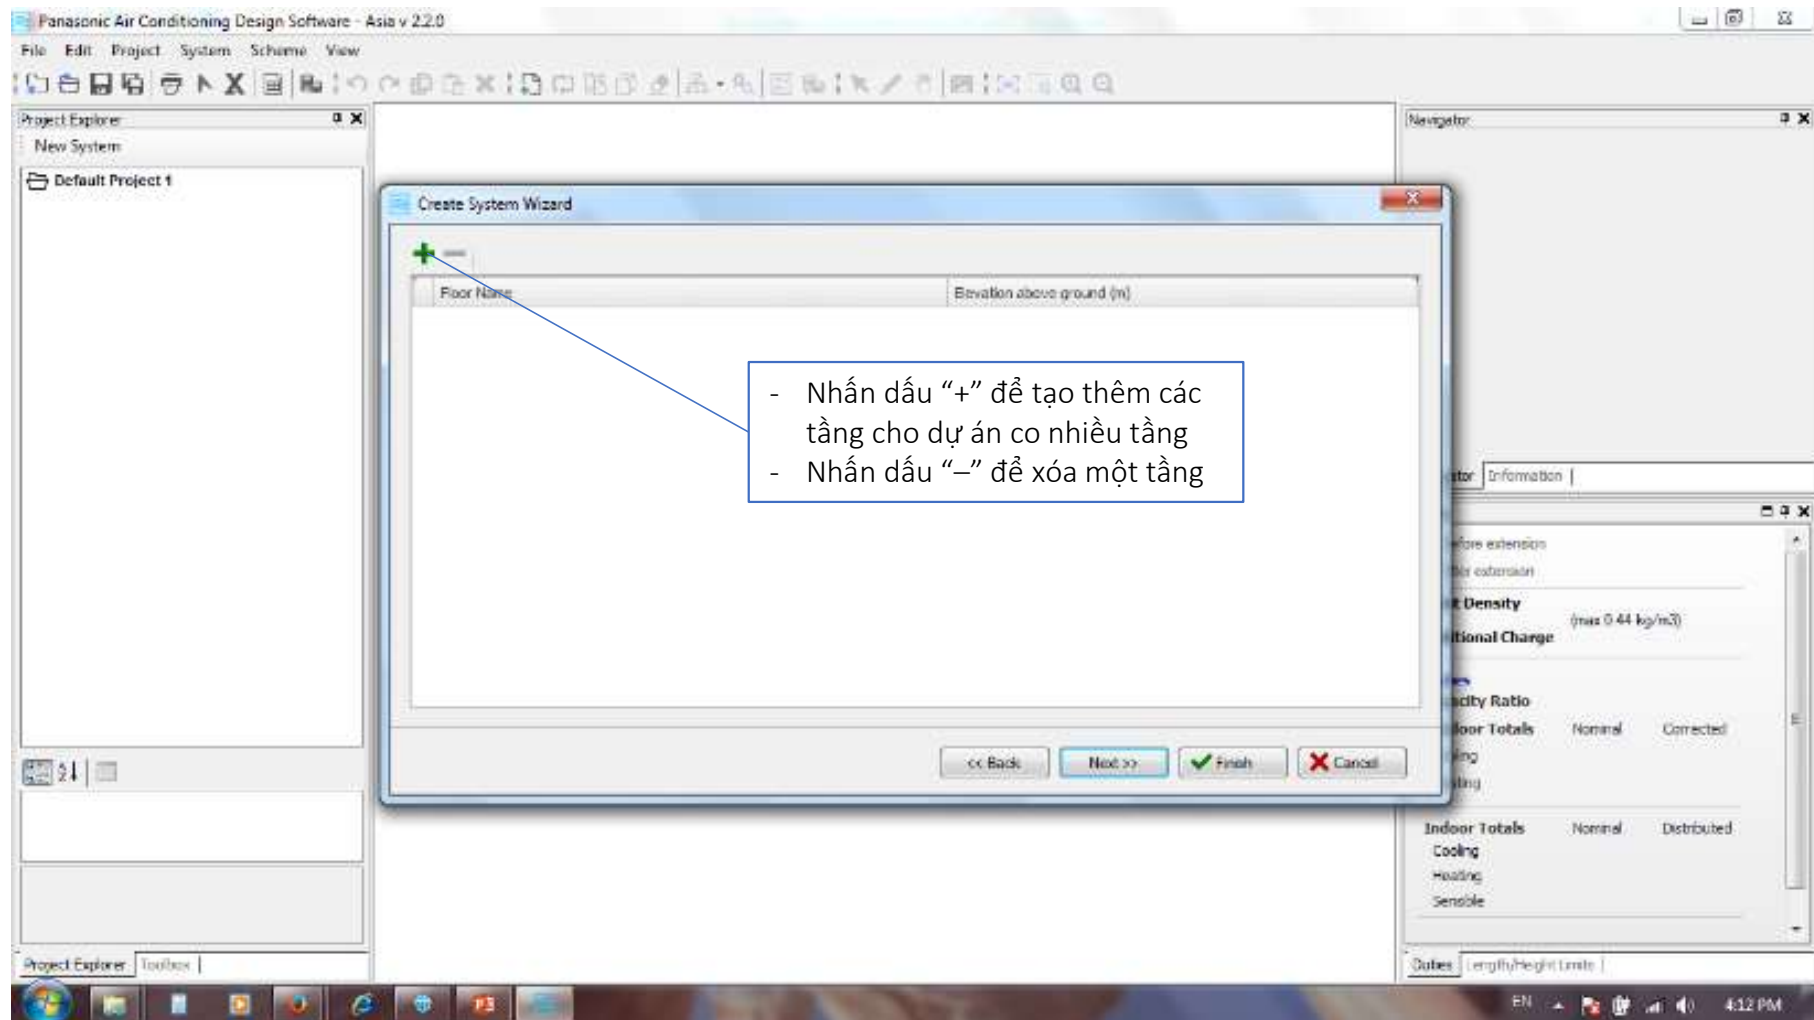 Panasonic Air Conditioning Design Software - Asia v 2.2.0
File Edit Project System Scheme View
Project Explorer
New System
Default Project 1
Navigator
Create System Wizard
Floor Name
Elevation above ground (m)
- Nhấn dấu “+” để tạo thêm các
tầng cho dự án co nhiều tầng
- Nhấn dấu “–” để xóa một tầng
<< Back
Next >>
Finish
Cancel
Information
extension
extension
Density
(max 0.44 kg/m3)
Charge
Ratio
Totals Nominal Corrected
Indoor Totals Nominal Distributed
Cooling
Heating
Sensible
Project Explorer Toolbox
Duties Length/Height Limits
EN
4:12 PM